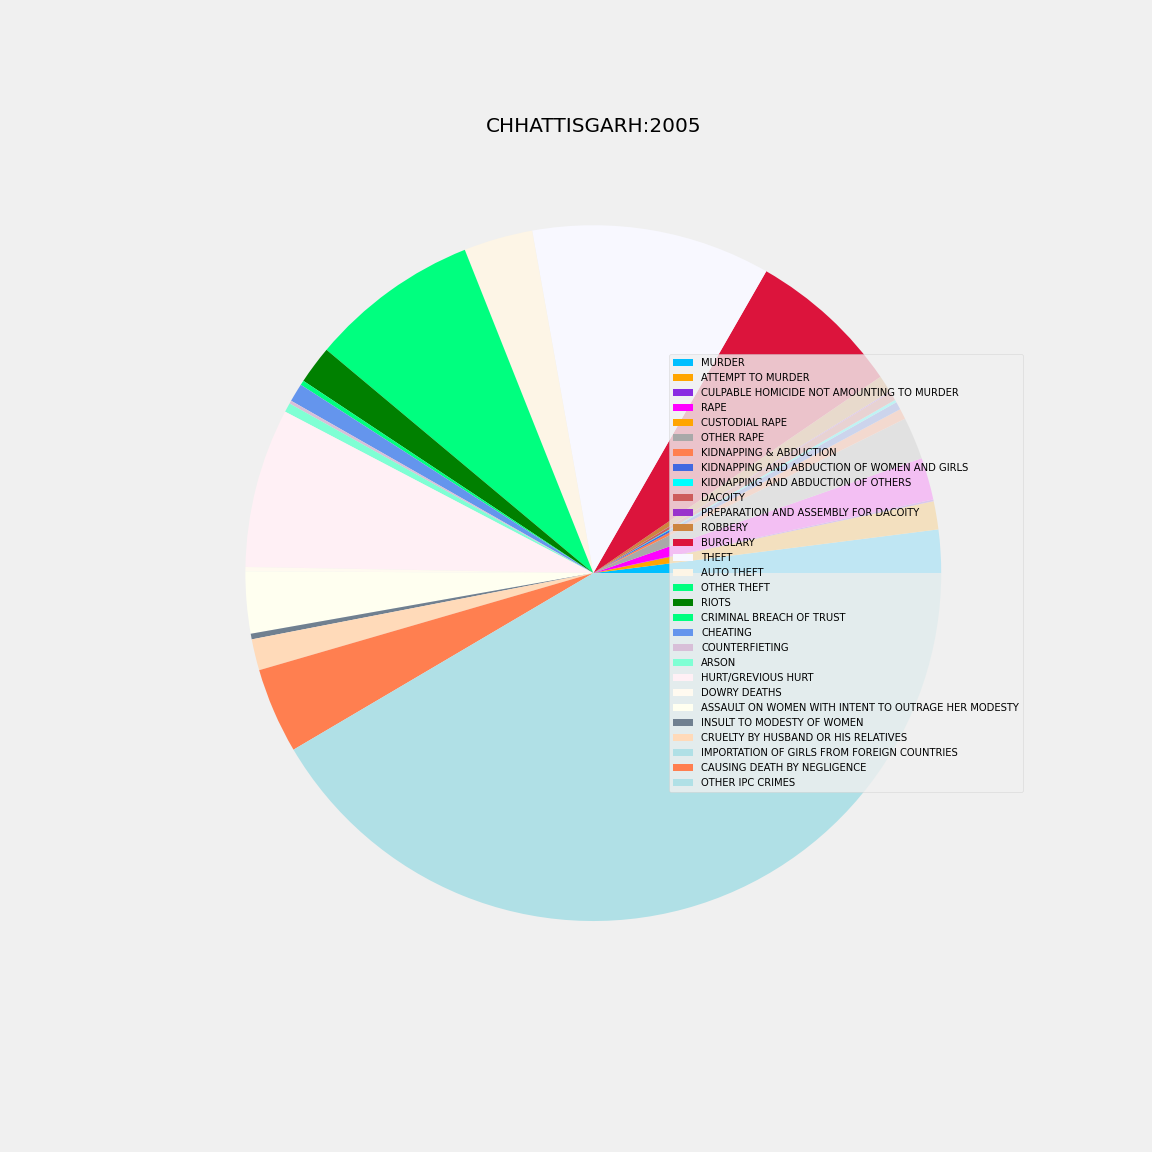 CHHATTISGARH:2005
MURDER
ATTEMPT TO MURDER
CULPABLE HOMICIDE NOT AMOUNTING TO MURDER
RAPE
CUSTODIAL RAPE
OTHER RAPE
KIDNAPPING & ABDUCTION
KIDNAPPING AND ABDUCTION OF WOMEN AND GIRLS
KIDNAPPING AND ABDUCTION OF OTHERS
DACOITY
PREPARATION AND ASSEMBLY FOR DACOITY
ROBBERY
BURGLARY
THEFT
AUTO THEFT
OTHER THEFT
RIOTS
CRIMINAL BREACH OF TRUST
CHEATING
COUNTERFIETING
ARSON
HURT/GREVIOUS HURT
DOWRY DEATHS
ASSAULT ON WOMEN WITH INTENT TO OUTRAGE HER MODESTY
INSULT TO MODESTY OF WOMEN
CRUELTY BY HUSBAND OR HIS RELATIVES
IMPORTATION OF GIRLS FROM FOREIGN COUNTRIES
CAUSING DEATH BY NEGLIGENCE
OTHER IPC CRIMES